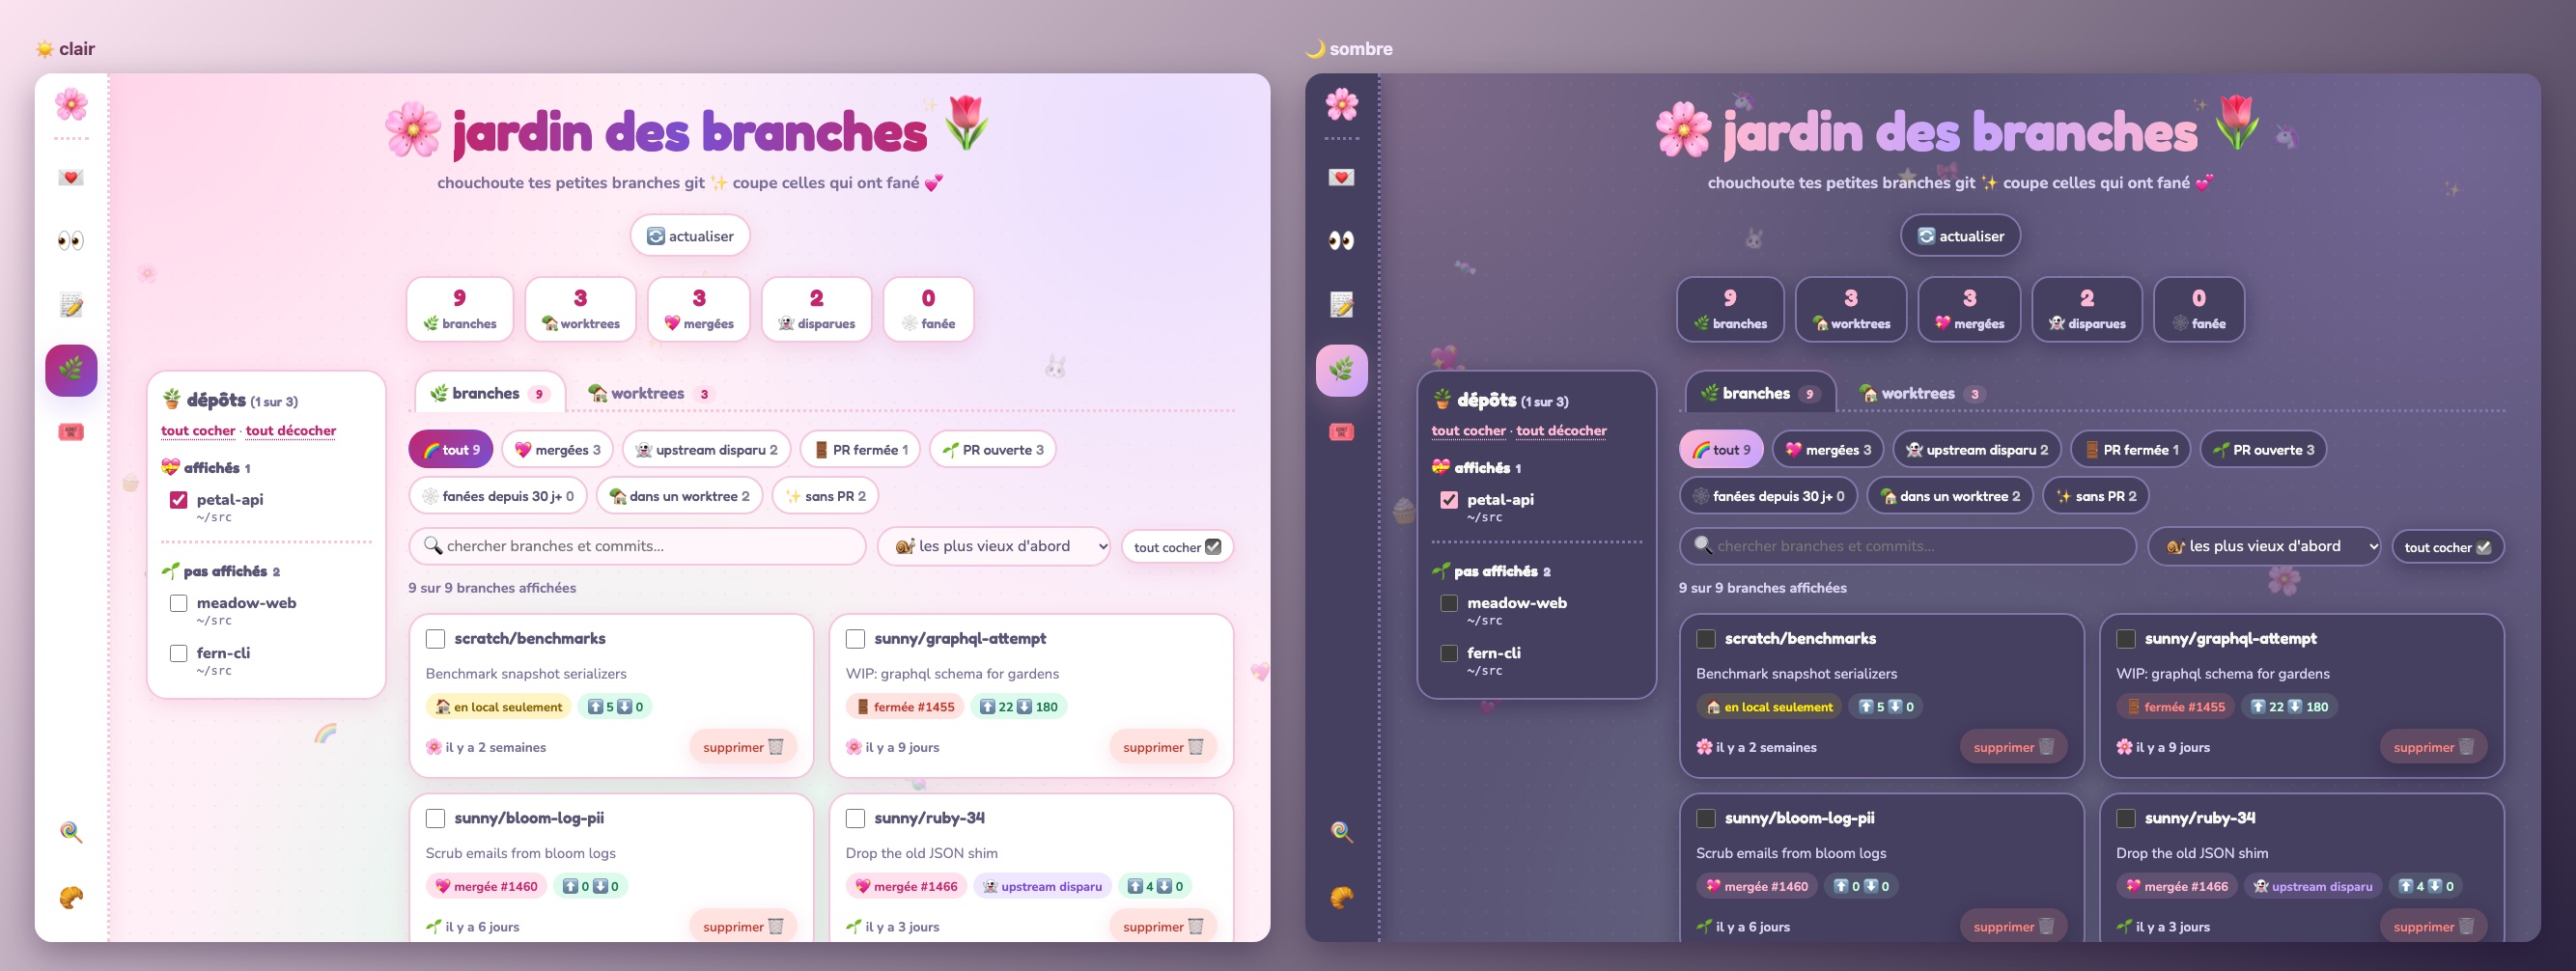 ☀️ clair
🌸 jardin des branches 🌷
chouchoute tes petites branches git ✨ coupe celles qui ont fané 💕
🔄 actualiser
9 3 3 2 0
🌿 branches 🏡 worktrees 💖 mergées 👻 disparues 🕸️ fanée
🪴 dépôts (1 sur 3)
tout cocher · tout décocher
💝 affichés 1
petal-api
~/src
🌱 pas affichés 2
meadow-web
~/src
fern-cli
~/src
🌿 branches 9 🏡 worktrees 3
🌈 tout 9 💖 mergées 3 👻 upstream disparu 2 🚪 PR fermée 1 🌱 PR ouverte 3
🕸️ fanées depuis 30 j+ 0 🏡 dans un worktree 2 ✨ sans PR 2
🔍 chercher branches et commits... 🐌 les plus vieux d'abord tout cocher ☑️
9 sur 9 branches affichées
scratch/benchmarks
Benchmark snapshot serializers
🏠 en local seulement ⬆️ 5 ⬇️ 0
🌸 il y a 2 semaines supprimer 🗑️
sunny/graphql-attempt
WIP: graphql schema for gardens
🚪 fermée #1455 ⬆️ 22 ⬇️ 180
🌸 il y a 9 jours supprimer 🗑️
sunny/bloom-log-pii
Scrub emails from bloom logs
💖 mergée #1460 ⬆️ 0 ⬇️ 0
🌱 il y a 6 jours supprimer 🗑️
sunny/ruby-34
Drop the old JSON shim
💖 mergée #1466 👻 upstream disparu ⬆️ 4 ⬇️ 0
🌱 il y a 3 jours supprimer 🗑️
🌙 sombre
🌸 jardin des branches 🌷
chouchoute tes petites branches git ✨ coupe celles qui ont fané 💕
🔄 actualiser
9 3 3 2 0
🌿 branches 🏡 worktrees 💖 mergées 👻 disparues 🕸️ fanée
🪴 dépôts (1 sur 3)
tout cocher · tout décocher
💝 affichés 1
petal-api
~/src
🌱 pas affichés 2
meadow-web
~/src
fern-cli
~/src
🌿 branches 9 🏡 worktrees 3
🌈 tout 9 💖 mergées 3 👻 upstream disparu 2 🚪 PR fermée 1 🌱 PR ouverte 3
🕸️ fanées depuis 30 j+ 0 🏡 dans un worktree 2 ✨ sans PR 2
🔍 chercher branches et commits... 🐌 les plus vieux d'abord tout cocher ☑️
9 sur 9 branches affichées
scratch/benchmarks
Benchmark snapshot serializers
🏠 en local seulement ⬆️ 5 ⬇️ 0
🌸 il y a 2 semaines supprimer 🗑️
sunny/graphql-attempt
WIP: graphql schema for gardens
🚪 fermée #1455 ⬆️ 22 ⬇️ 180
🌸 il y a 9 jours supprimer 🗑️
sunny/bloom-log-pii
Scrub emails from bloom logs
💖 mergée #1460 ⬆️ 0 ⬇️ 0
🌱 il y a 6 jours supprimer 🗑️
sunny/ruby-34
Drop the old JSON shim
💖 mergée #1466 👻 upstream disparu ⬆️ 4 ⬇️ 0
🌱 il y a 3 jours supprimer 🗑️